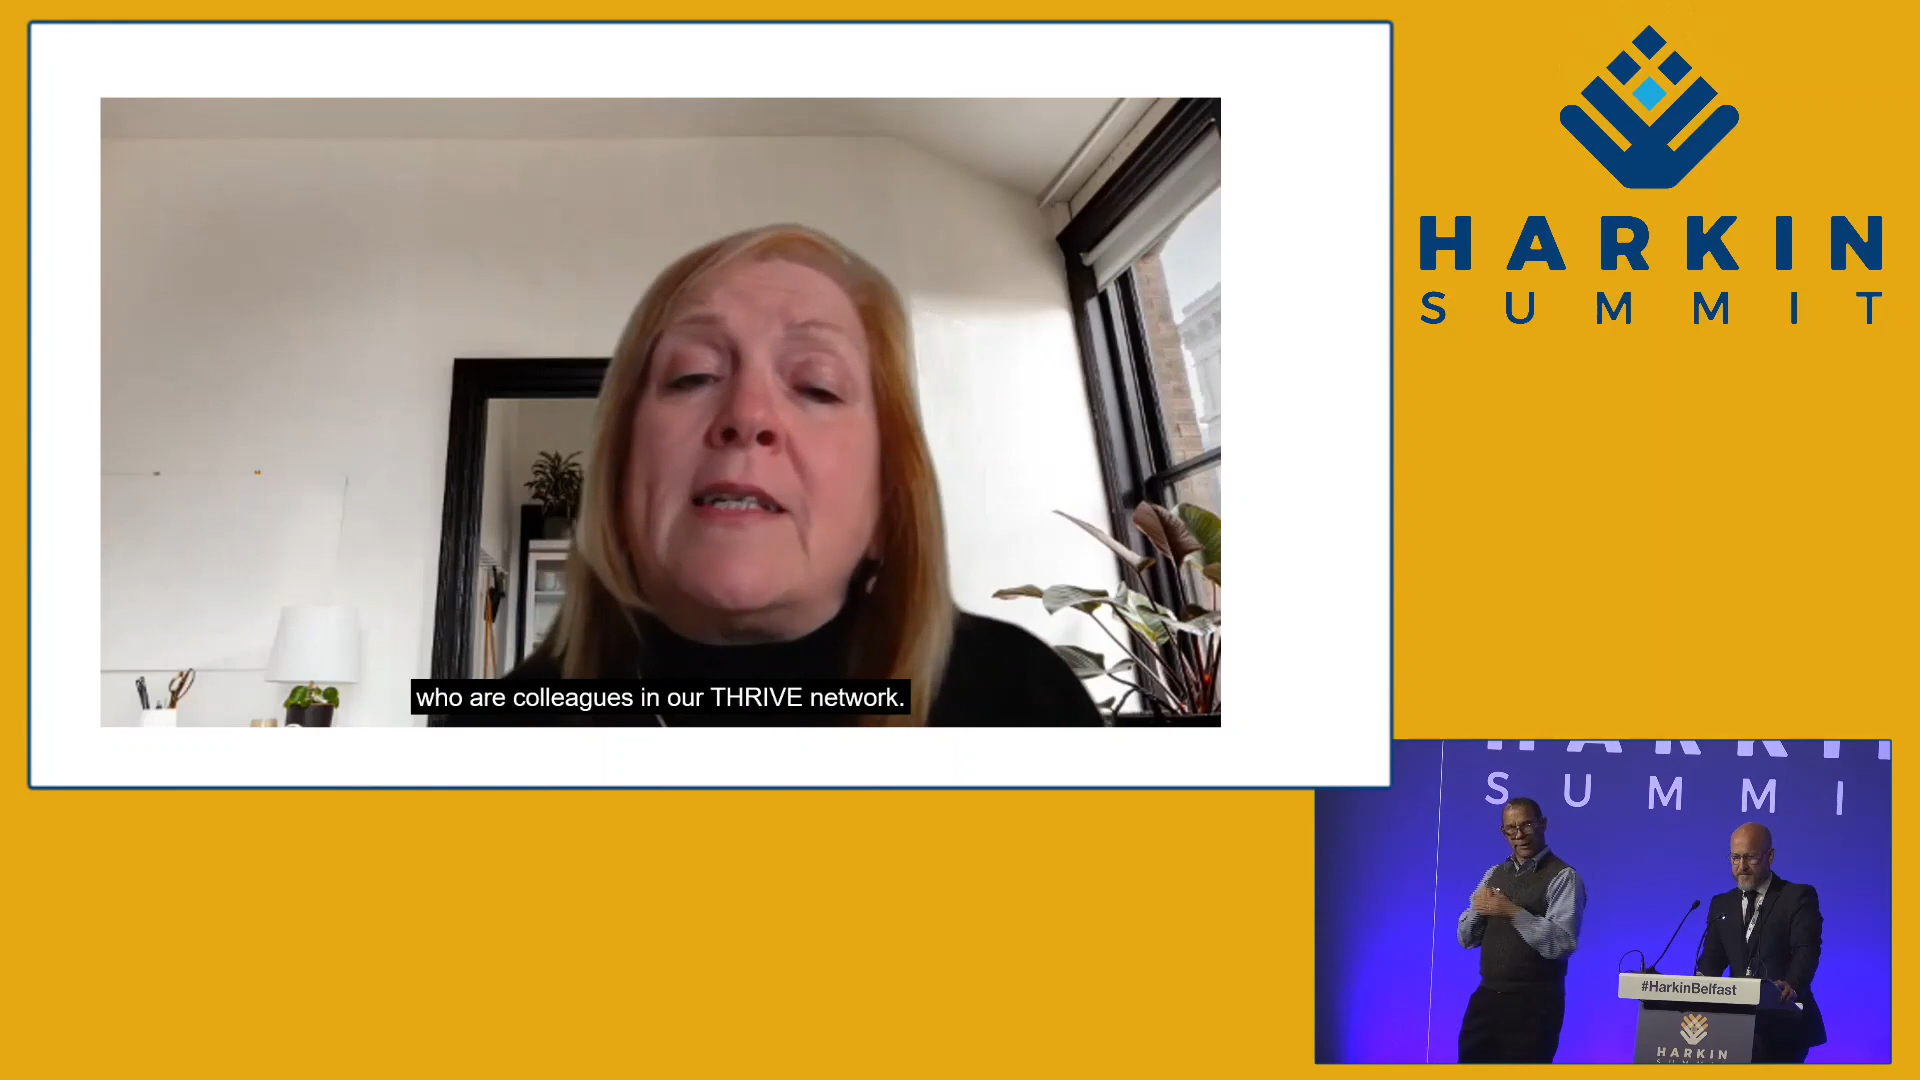 HARKIN
SUMMIT
who are colleagues in our THRIVE network.
SUMMI
#HarkinBelfast
HARKIN